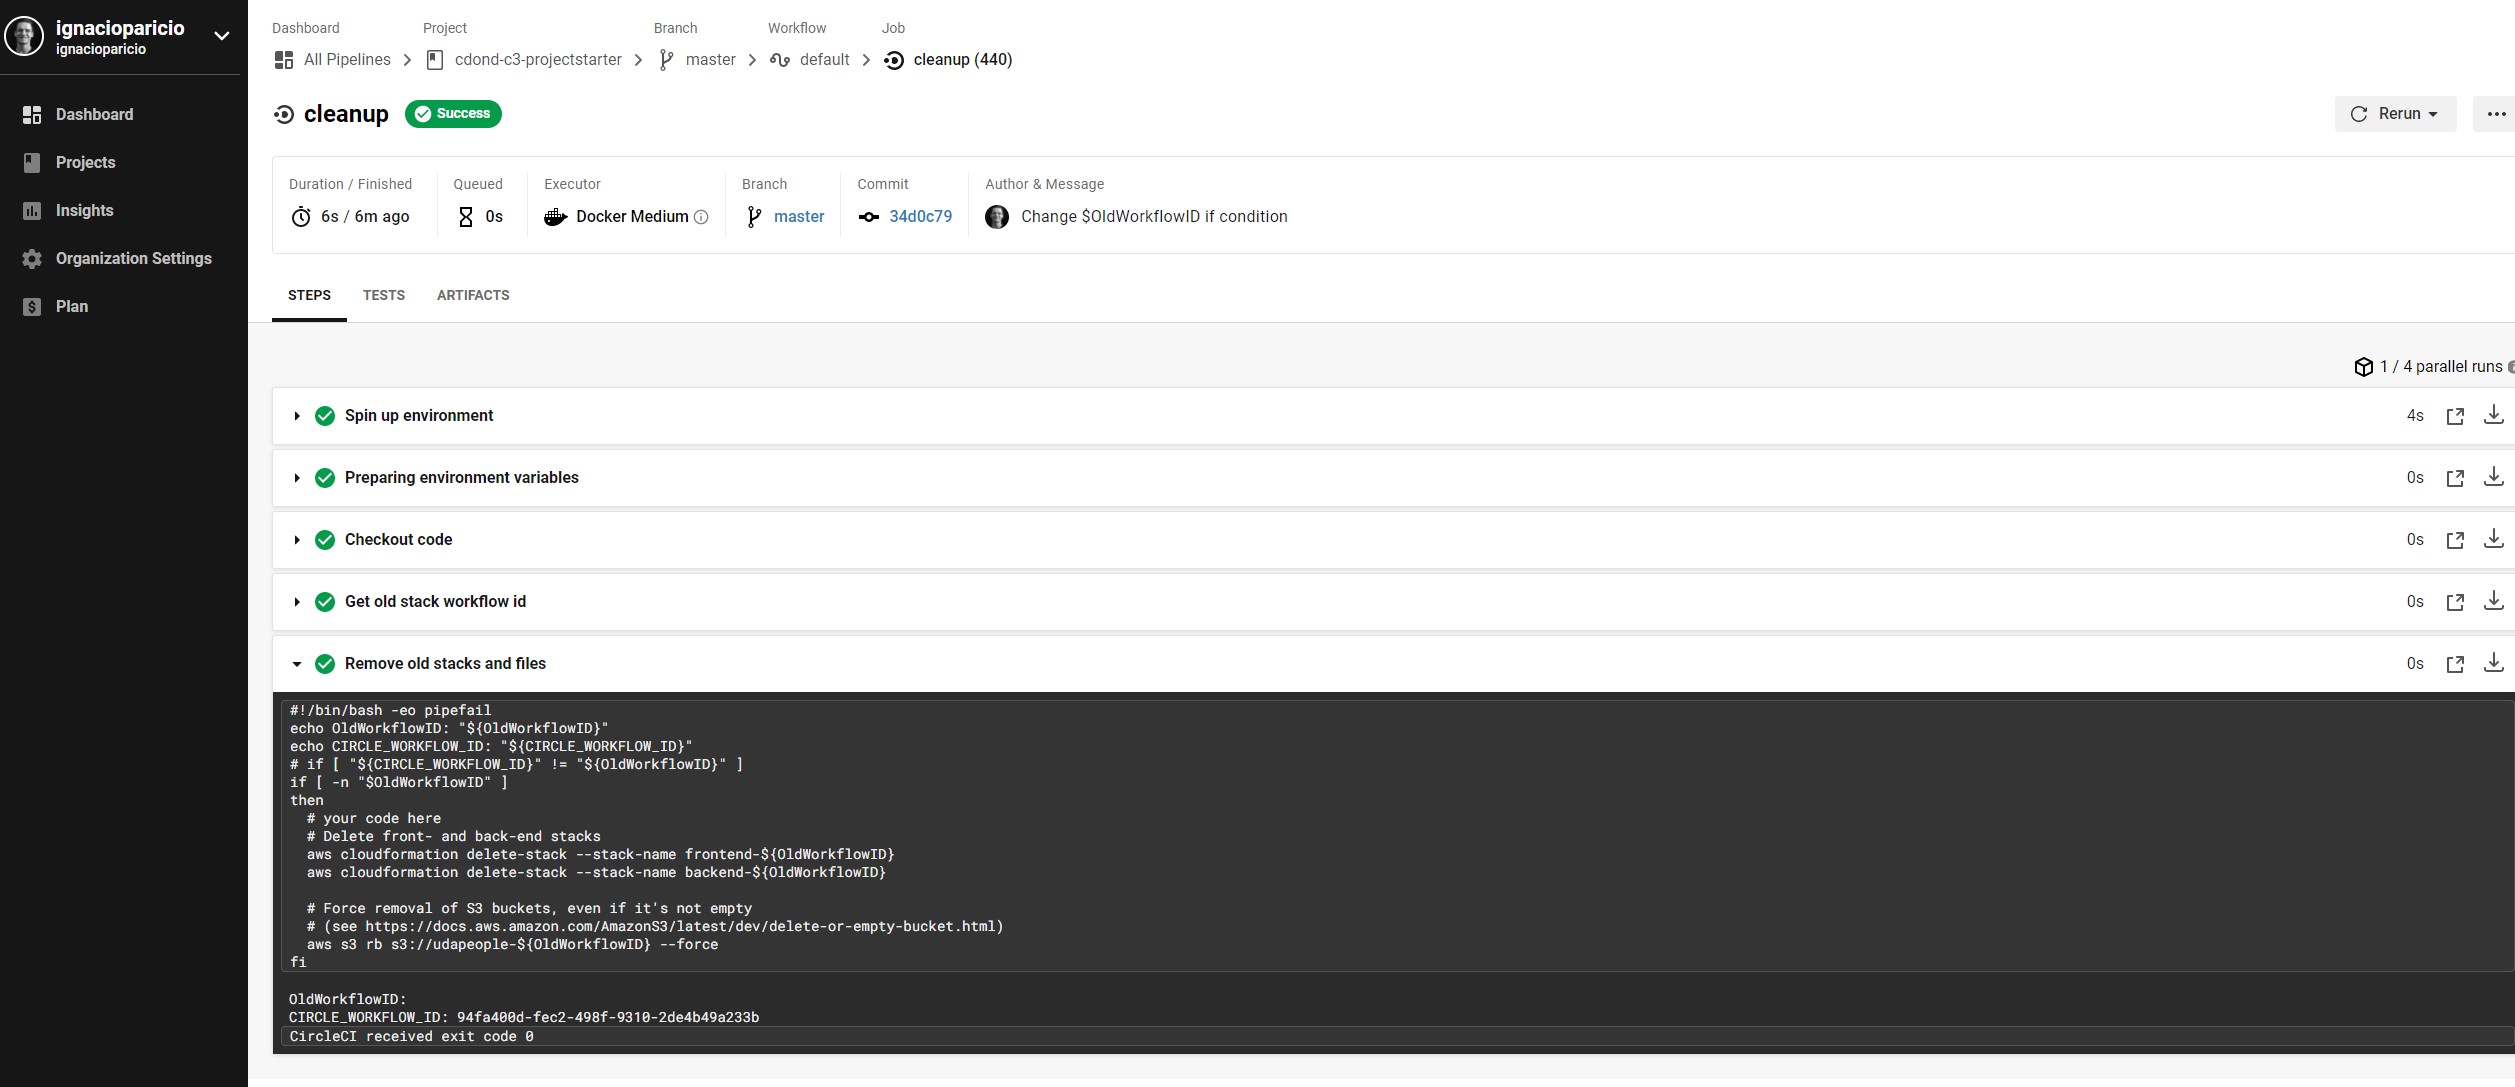 ignacioparicio
ignacioparicio
Dashboard
Projects
Insights
Organization Settings
Plan
Dashboard Project Branch Workflow Job
All Pipelines cdond-c3-projectstarter master default cleanup (440)
cleanup Success
Rerun
Duration / Finished Queued Executor Branch Commit Author & Message
6s / 6m ago 0s Docker Medium master 34d0c79 Change $OldWorkflowID if condition
STEPS TESTS ARTIFACTS
1 / 4 parallel runs
Spin up environment 4s
Preparing environment variables 0s
Checkout code 0s
Get old stack workflow id 0s
Remove old stacks and files 0s
#!/bin/bash -eo pipefail
echo OldWorkflowID: "${OldWorkflowID}"
echo CIRCLE_WORKFLOW_ID: "${CIRCLE_WORKFLOW_ID}"
# if [ "${CIRCLE_WORKFLOW_ID}" != "${OldWorkflowID}" ]
if [ -n "$OldWorkflowID" ]
then
# your code here
# Delete front- and back-end stacks
aws cloudformation delete-stack --stack-name frontend-${OldWorkflowID}
aws cloudformation delete-stack --stack-name backend-${OldWorkflowID}
# Force removal of S3 buckets, even if it's not empty
# (see https://docs.aws.amazon.com/AmazonS3/latest/dev/delete-or-empty-bucket.html)
aws s3 rb s3://udapeople-${OldWorkflowID} --force
fi
OldWorkflowID:
CIRCLE_WORKFLOW_ID: 94fa400d-fec2-498f-9310-2de4b49a233b
CircleCI received exit code 0